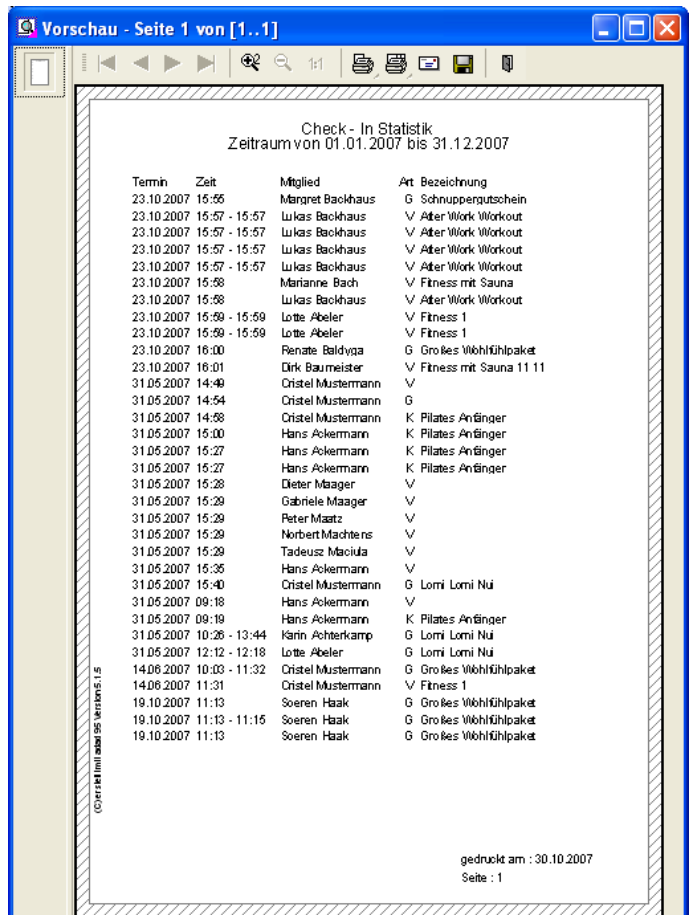 Vorschau - Seite 1 von [1..1]
1:1
Check - In Statistik
Zeitraum von 01.01.2007 bis 31.12.2007
Termin Zeit Mitglied Art Bezeichnung
23.10.2007 15:55 Margret Backhaus G Schnuppergutschein
23.10.2007 15:57 - 15:57 Lukas Backhaus V After Work Workout
23.10.2007 15:57 - 15:57 Lukas Backhaus V After Work Workout
23.10.2007 15:57 - 15:57 Lukas Backhaus V After Work Workout
23.10.2007 15:57 - 15:57 Lukas Backhaus V After Work Workout
23.10.2007 15:58 Marianne Bach V Fitness mit Sauna
23.10.2007 15:58 Lukas Backhaus V After Work Workout
23.10.2007 15:59 - 15:59 Lotte Abeler V Fitness 1
23.10.2007 15:59 - 15:59 Lotte Abeler V Fitness 1
23.10.2007 16:00 Renate Baldyga G Großes Wohlfühlpaket
23.10.2007 16:01 Dirk Baumeister V Fitness mit Sauna 11 11
31.05.2007 14:49 Cristel Mustermann V
31.05.2007 14:54 Cristel Mustermann G
31.05.2007 14:58 Cristel Mustermann K Pilates Anfänger
31.05.2007 15:00 Hans Ackermann K Pilates Anfänger
31.05.2007 15:27 Hans Ackermann K Pilates Anfänger
31.05.2007 15:27 Hans Ackermann K Pilates Anfänger
31.05.2007 15:28 Dieter Maager V
31.05.2007 15:29 Gabriele Maager V
31.05.2007 15:29 Peter Maatz V
31.05.2007 15:29 Norbert Machtens V
31.05.2007 15:29 Tadeusz Maciula V
31.05.2007 15:35 Hans Ackermann V
31.05.2007 15:40 Cristel Mustermann G Lomi Lomi Nui
31.05.2007 09:18 Hans Ackermann V
31.05.2007 09:19 Hans Ackermann K Pilates Anfänger
31.05.2007 10:26 - 13:44 Karin Achterkamp G Lomi Lomi Nui
31.05.2007 12:12 - 12:18 Lotte Abeler G Lomi Lomi Nui
14.06.2007 10:03 - 11:32 Cristel Mustermann G Großes Wohlfühlpaket
14.06.2007 11:31 Cristel Mustermann V Fitness 1
19.10.2007 11:13 Soeren Haak G Großes Wohlfühlpaket
19.10.2007 11:13 - 11:15 Soeren Haak G Großes Wohlfühlpaket
19.10.2007 11:13 Soeren Haak G Großes Wohlfühlpaket
Version 5.1.5
gedruckt am : 30.10.2007
Seite : 1